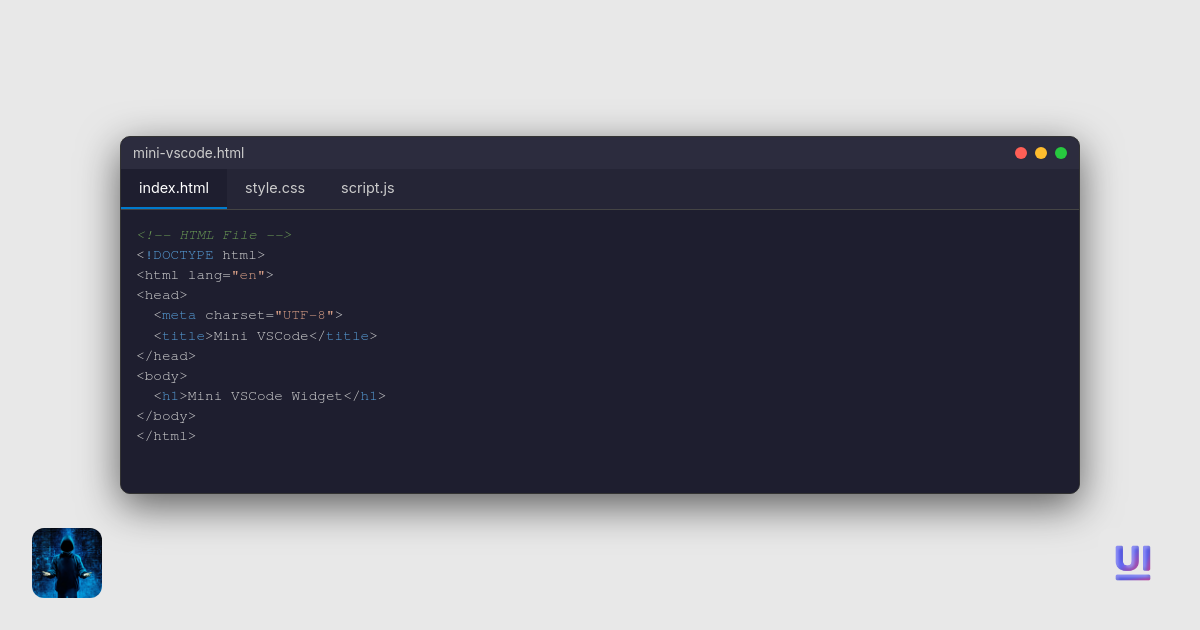 mini-vscode.html
index.html style.css script.js
<!-- HTML File -->
<!DOCTYPE html>
<html lang="en">
<head>
  <meta charset="UTF-8">
  <title>Mini VSCode</title>
</head>
<body>
  <h1>Mini VSCode Widget</h1>
</body>
</html>
UI